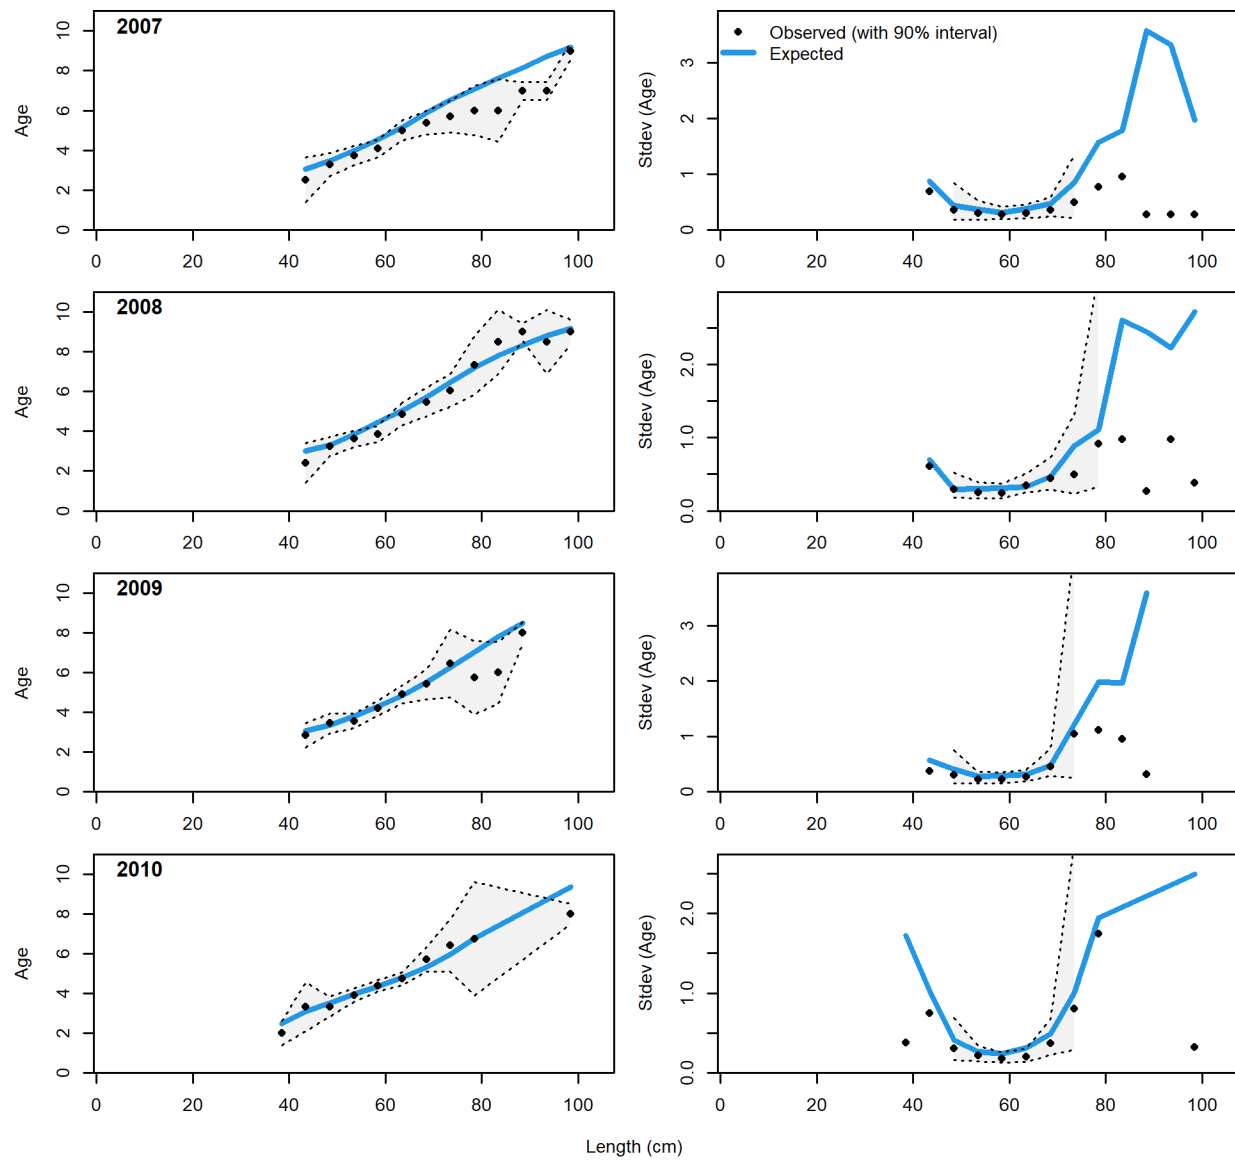 2007
Age
0 2 4 6 8 10
0 20 40 60 80 100
Observed (with 90% interval)
Expected
Stdev (Age)
0 1 2 3
0 20 40 60 80 100
2008
Age
0 2 4 6 8 10
0 20 40 60 80 100
Stdev (Age)
0.0 1.0 2.0
0 20 40 60 80 100
2009
Age
0 2 4 6 8 10
0 20 40 60 80 100
Stdev (Age)
0 1 2 3
0 20 40 60 80 100
2010
Age
0 2 4 6 8 10
0 20 40 60 80 100
Stdev (Age)
0.0 1.0 2.0
0 20 40 60 80 100
Length (cm)